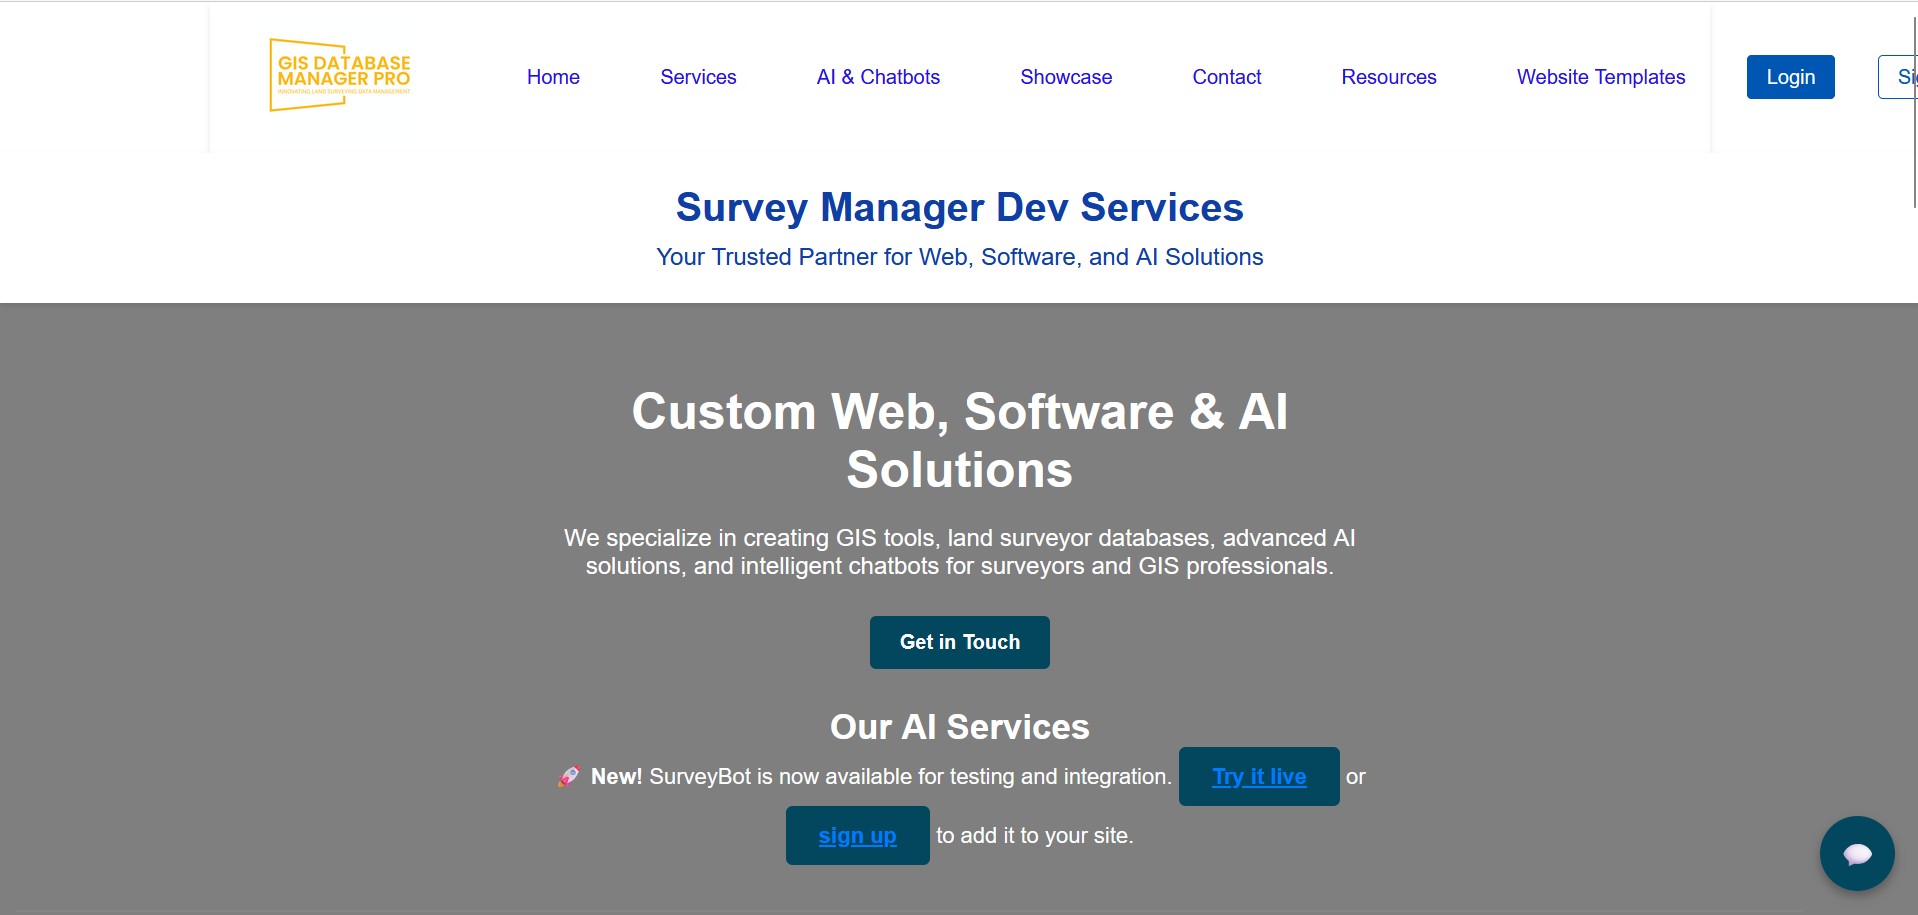 GIS DATABASE
MANAGER PRO
INNOVATING LAND SURVEYING DATA MANAGEMENT
Home
Services
AI & Chatbots
Showcase
Contact
Resources
Website Templates
Login
Survey Manager Dev Services
Your Trusted Partner for Web, Software, and AI Solutions
Custom Web, Software & AI
Solutions
We specialize in creating GIS tools, land surveyor databases, advanced AI
solutions, and intelligent chatbots for surveyors and GIS professionals.
Get in Touch
Our AI Services
🚀 New! SurveyBot is now available for testing and integration. Try it live or
sign up to add it to your site.